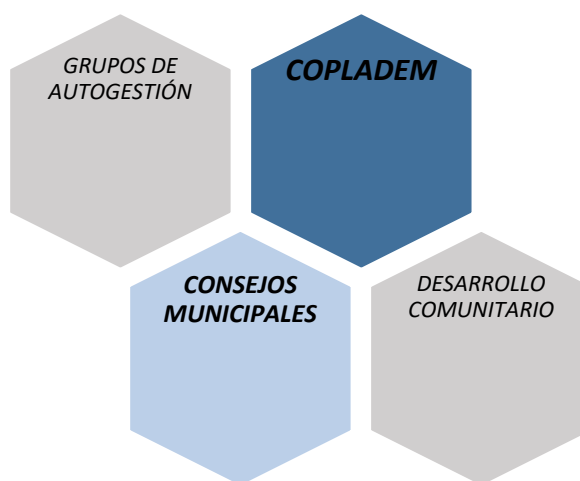 GRUPOS DE
AUTOGESTIÓN
COPLADEM
CONSEJOS
MUNICIPALES
DESARROLLO
COMUNITARIO